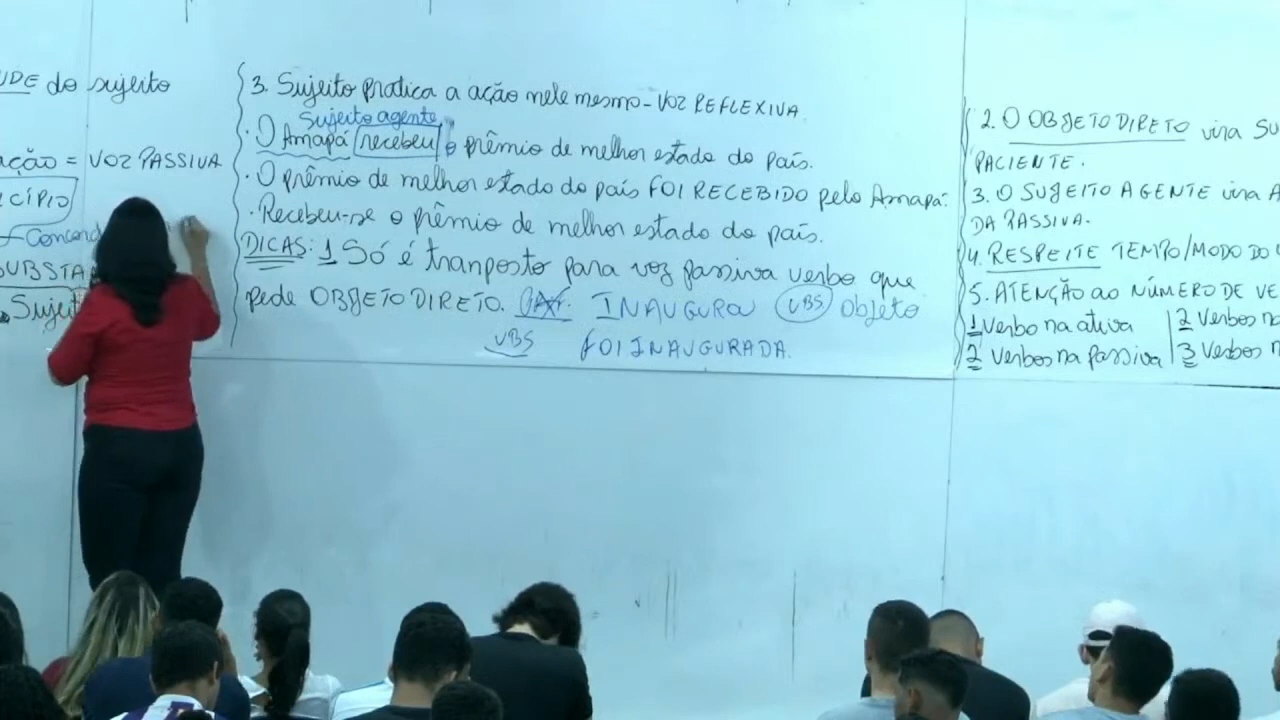 UDE do sujeito
ação = VOZ PASSIVA
CÍPIO
Concord
SUBSTA
Sujeit
3. Sujeito pratica a ação nele mesmo - VOZ REFLEXIVA
Sujeito agente
. O Amapá recebeu o prêmio de melhor estado do país.
. O prêmio de melhor estado do país FOI RECEBIDO pelo Amapá.
. Recebeu-se o prêmio de melhor estado do país.
DICAS: 1 Só é tranposto para voz passiva verbo que
pede OBJETO DIRETO. INAUGUROU UBS objeto
UBS FOI INAUGURADA.
2. O OBJETO DIRETO vira SU
PACIENTE.
3. O SUJEITO AGENTE vira A
DA PASSIVA.
4. RESPEITE TEMPO/MODO DO
5. ATENÇÃO ao NÚMERO DE VE
1 Verbo na ativa | 2 Verbos na
2 Verbos na passiva | 3 Verbos n